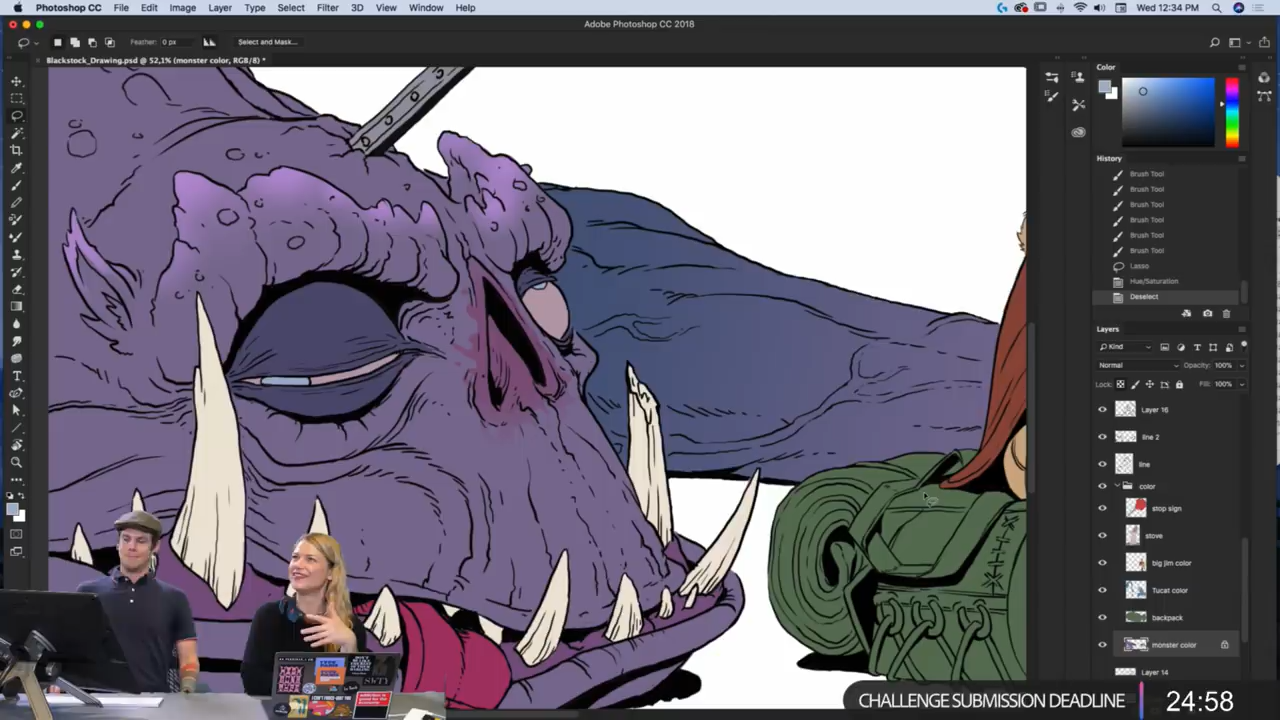 Photoshop CC File Edit Image Layer Type Select Filter 3D View Window Help
Wed 12:34 PM
Adobe Photoshop CC 2018
Feather: 0 px Select and Mask...
Blackstock_Drawing.psd @ 52,1% (monster color, RGB/8) *
Color
History
Brush Tool
Brush Tool
Brush Tool
Brush Tool
Brush Tool
Brush Tool
Lasso
Hue/Saturation
Deselect
Layers
Kind
Normal Opacity: 100%
Lock: Fill: 100%
Layer 16
line 2
line
color
stop sign
stove
big jim color
Tucat color
backpack
monster color
Layer 14
CHALLENGE SUBMISSION DEADLINE 24:58